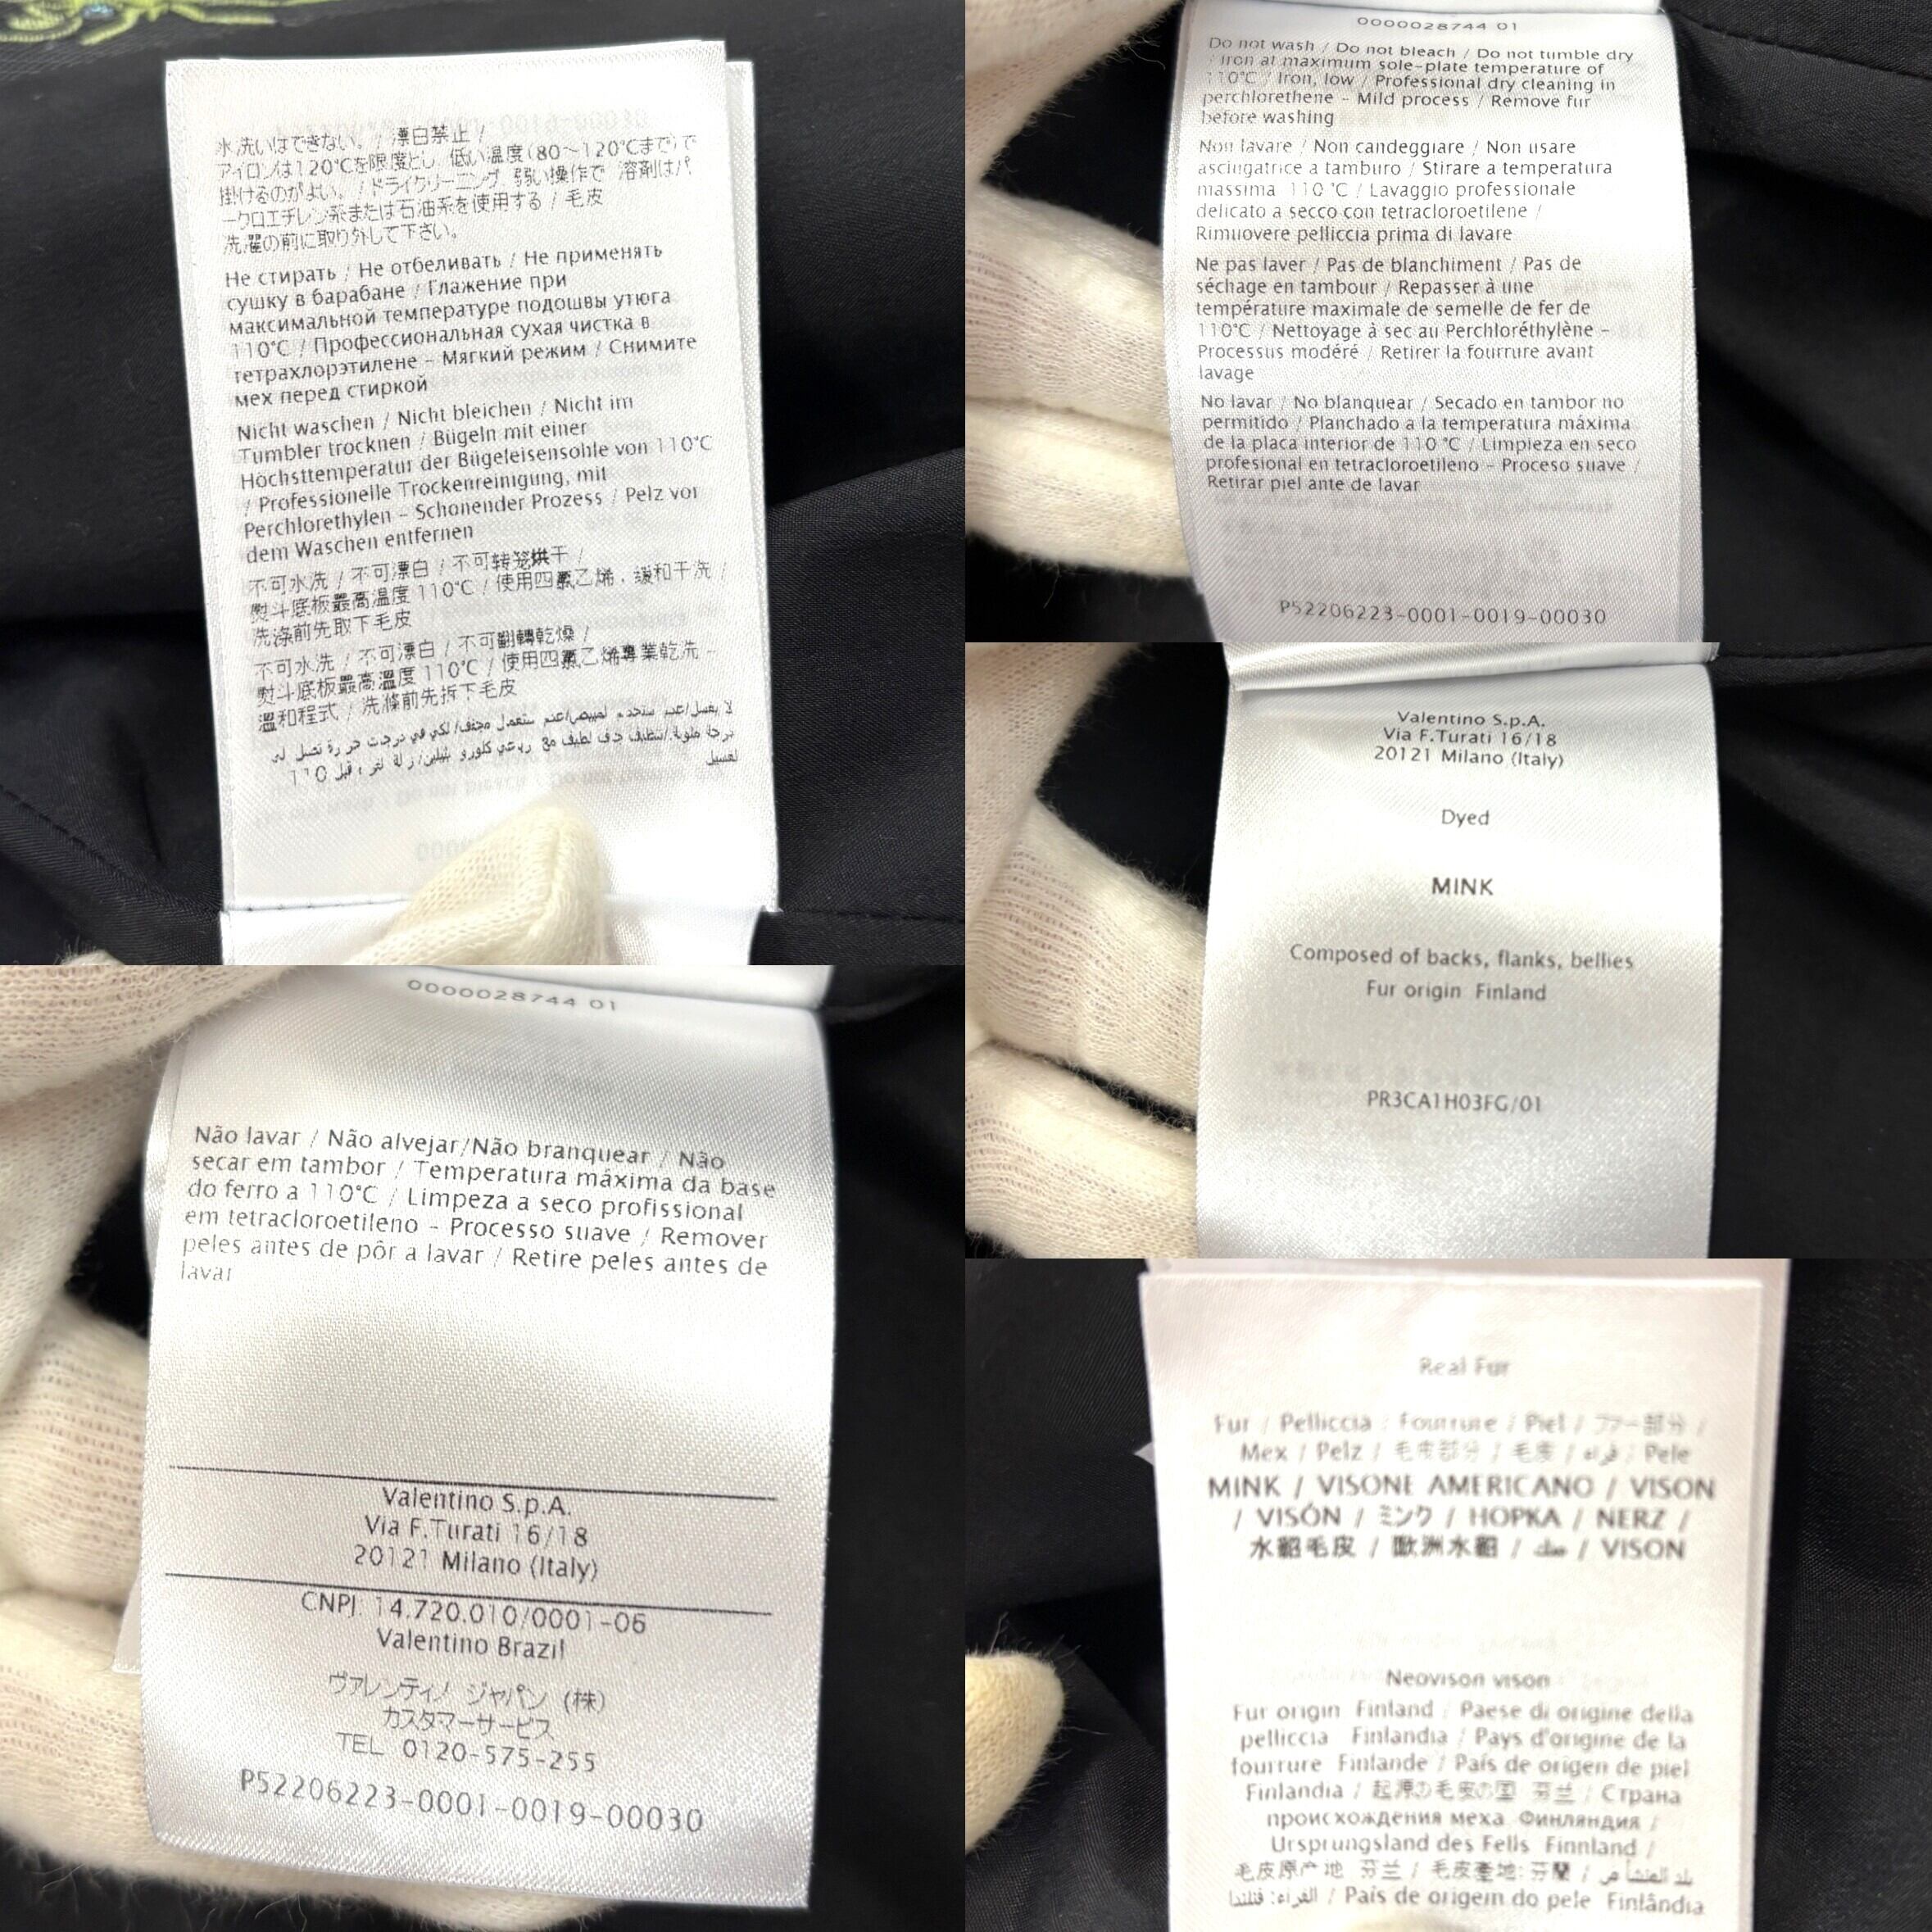 水洗いはできない。/ 漂白禁止 /
アイロンは120℃を限度とし、低い温度(80～120℃まで)で
掛けるのがよい。/ ドライクリーニング、弱い操作で 溶剤はパ
ークロエチレン系または石油系を使用する / 毛皮
洗濯の前に取り外して下さい。
Не стирать / Не отбеливать / Не применять
сушку в барабане / Глажение при
максимальной температуре подошвы утюга
110°C / Профессиональная сухая чистка в
тетрахлорэтилене – Мягкий режим / Снимите
мех перед стиркой
Nicht waschen / Nicht bleichen / Nicht im
Tumbler trocknen / Bügeln mit einer
Höchsttemperatur der Bügeleisensohle von 110°C
/ Professionelle Trockenreinigung, mit
Perchlorethylen – Schonender Prozess / Pelz vor
dem Waschen entfernen
不可水洗 / 不可漂白 / 不可转笼烘干 /
熨斗底板最高温度 110℃ / 使用四氯乙烯，缓和干洗 /
洗涤前先取下毛皮
不可水洗 / 不可漂白 / 不可翻轉乾燥 /
熨斗底板最高溫度 110℃ / 使用四氯乙烯專業乾洗 –
溫和程式 / 洗滌前先拆下毛皮
0000028744 01
Do not wash / Do not bleach / Do not tumble dry
/ Iron at maximum sole-plate temperature of
110°C / Iron, low / Professional dry cleaning in
perchlorethene – Mild process / Remove fur
before washing
Non lavare / Non candeggiare / Non usare
asciugatrice a tamburo / Stirare a temperatura
massima 110 °C / Lavaggio professionale
delicato a secco con tetracloroetilene /
Rimuovere pelliccia prima di lavare
Ne pas laver / Pas de blanchiment / Pas de
séchage en tambour / Repasser à une
température maximale de semelle de fer de
110°C / Nettoyage à sec au Perchloréthylène –
Processus modéré / Retirer la fourrure avant
lavage
No lavar / No blanquear / Secado en tambor no
permitido / Planchado a la temperatura máxima
de la placa interior de 110 °C / Limpieza en seco
profesional en tetracloroetileno – Proceso suave /
Retirar piel ante de lavar
P52206223-0001-0019-00030
Valentino S.p.A.
Via F.Turati 16/18
20121 Milano (Italy)
Dyed
MINK
Composed of backs, flanks, bellies
Fur origin Finland
PR3CA1H03FG/01
0000028744 01
Não lavar / Não alvejar/Não branquear / Não
secar em tambor / Temperatura máxima da base
do ferro a 110°C / Limpeza a seco profissional
em tetracloroetileno – Processo suave / Remover
peles antes de pôr a lavar / Retire peles antes de
lavar
Valentino S.p.A.
Via F.Turati 16/18
20121 Milano (Italy)
CNPJ: 14.720.010/0001-06
Valentino Brazil
ヴァレンティノ ジャパン (株)
カスタマーサービス
TEL 0120-575-255
P52206223-0001-0019-00030
Real Fur
Fur / Pelliccia / Fourrure / Piel / ファー部分 /
Mex / Pelz / 毛皮部分 / 毛皮 / فراء / Pele
MINK / VISONE AMERICANO / VISON
/ VISÓN / ミンク / НОРКА / NERZ /
水貂毛皮 / 歐洲水貂 / منك / VISON
Neovison vison
Fur origin Finland / Paese di origine della
pelliccia Finlandia / Pays d'origine de la
fourrure Finlande / País de origen de piel
Finlandia / 起源の毛皮の国 芬兰 / Страна
происхождения меха Финляндия /
Ursprungsland des Fells Finnland /
毛皮原产地 芬兰 / 毛皮產地: 芬蘭 / بلد المنشأ من
الفراء: فنلندا / País de origem do pele Finlândia